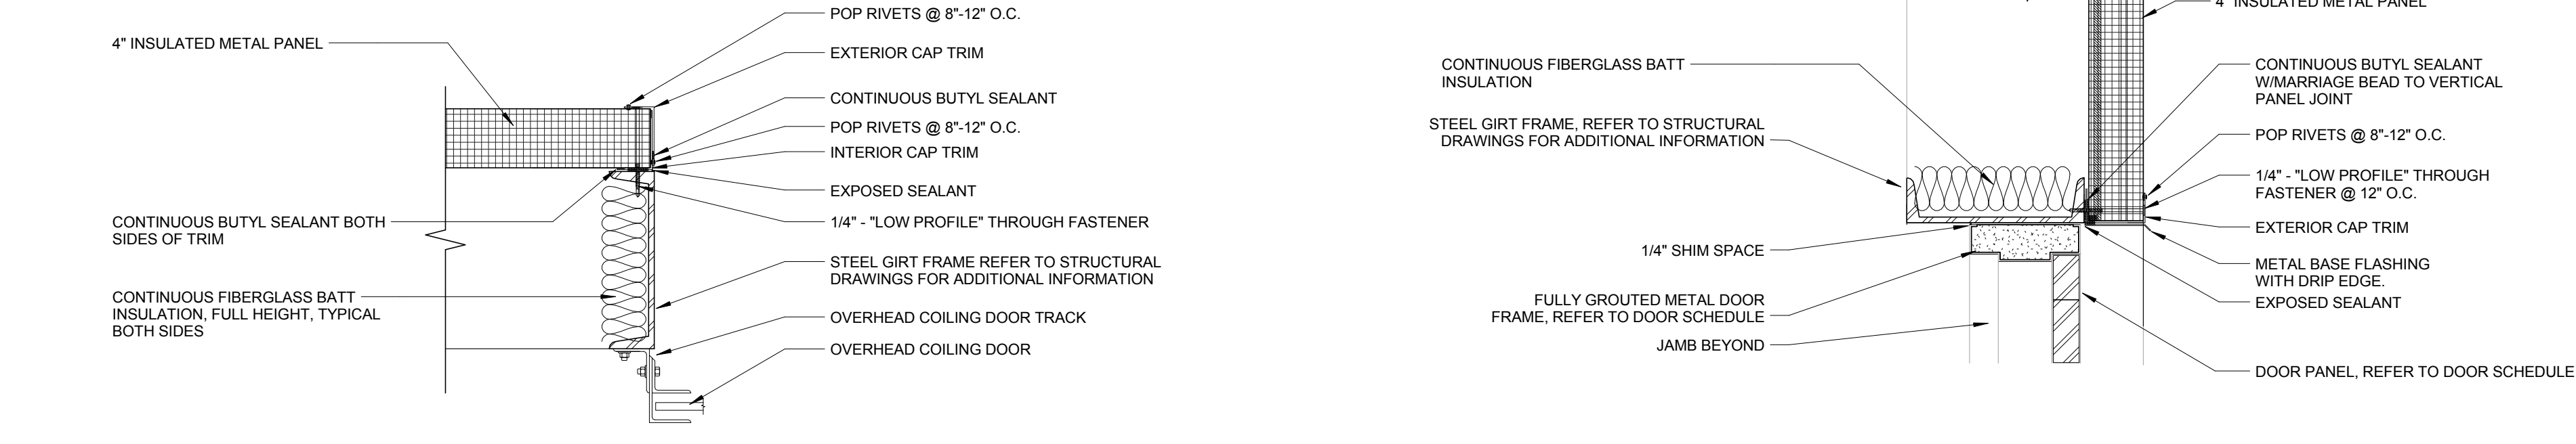 4" INSULATED METAL PANEL
CONTINUOUS BUTYL SEALANT BOTH
SIDES OF TRIM
CONTINUOUS FIBERGLASS BATT
INSULATION, FULL HEIGHT, TYPICAL
BOTH SIDES
POP RIVETS @ 8"-12" O.C.
EXTERIOR CAP TRIM
CONTINUOUS BUTYL SEALANT
POP RIVETS @ 8"-12" O.C.
INTERIOR CAP TRIM
EXPOSED SEALANT
1/4" - "LOW PROFILE" THROUGH FASTENER
STEEL GIRT FRAME REFER TO STRUCTURAL
DRAWINGS FOR ADDITIONAL INFORMATION
OVERHEAD COILING DOOR TRACK
OVERHEAD COILING DOOR
CONTINUOUS FIBERGLASS BATT
INSULATION
STEEL GIRT FRAME, REFER TO STRUCTURAL
DRAWINGS FOR ADDITIONAL INFORMATION
1/4" SHIM SPACE
FULLY GROUTED METAL DOOR
FRAME, REFER TO DOOR SCHEDULE
JAMB BEYOND
4" INSULATED METAL PANEL
CONTINUOUS BUTYL SEALANT
W/MARRIAGE BEAD TO VERTICAL
PANEL JOINT
POP RIVETS @ 8"-12" O.C.
1/4" - "LOW PROFILE" THROUGH
FASTENER @ 12" O.C.
EXTERIOR CAP TRIM
METAL BASE FLASHING
WITH DRIP EDGE.
EXPOSED SEALANT
DOOR PANEL, REFER TO DOOR SCHEDULE